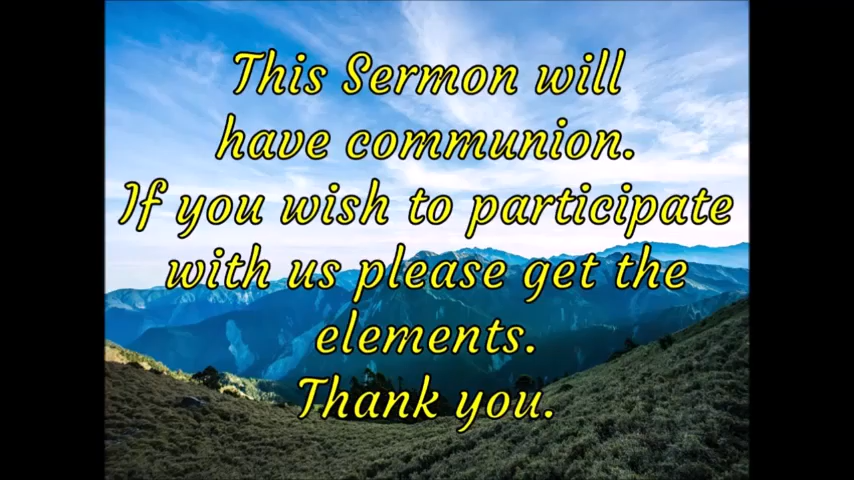 This Sermon will
have communion.
If you wish to participate
with us please get the
elements.
Thank you.